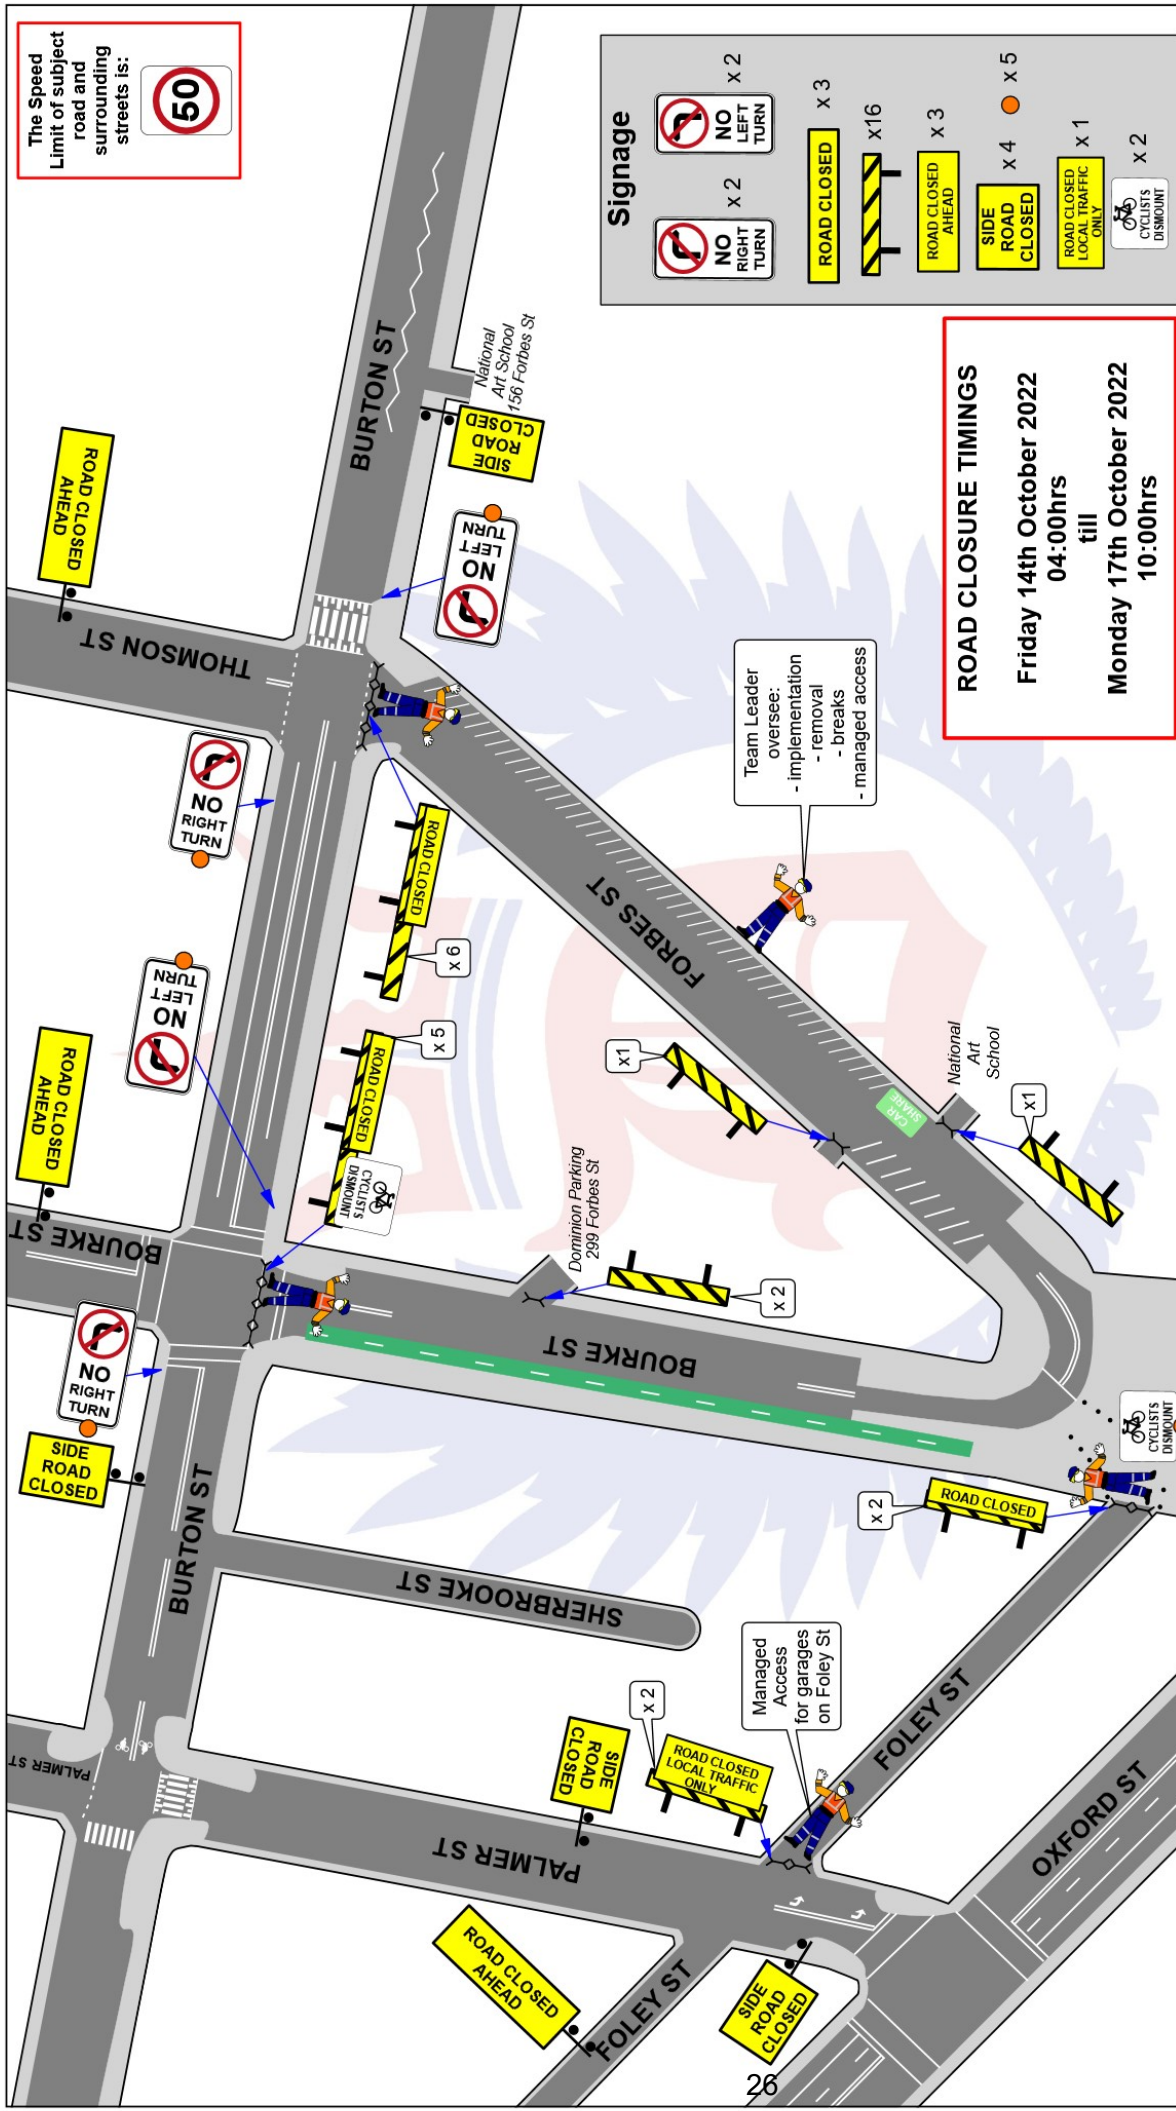 The Speed
Limit of subject
road and
surrounding
streets is:
50
Signage
NO
RIGHT
TURN
x 2
NO
LEFT
TURN
x 2
ROAD CLOSED
x 3
x16
ROAD CLOSED
AHEAD
x 3
SIDE
ROAD
CLOSED
x 4
x 5
ROAD CLOSED
LOCAL TRAFFIC
ONLY
x 1
CYCLISTS
DISMOUNT
x 2
ROAD CLOSURE TIMINGS
Friday 14th October 2022
04:00hrs
till
Monday 17th October 2022
10:00hrs
ROAD CLOSED
AHEAD
THOMSON ST
BURTON ST
National
Art School
156 Forbes St
SIDE
ROAD
CLOSED
NO
LEFT
TURN
NO
RIGHT
TURN
NO
LEFT
TURN
ROAD CLOSED
AHEAD
BOURKE ST
NO
RIGHT
TURN
SIDE
ROAD
CLOSED
BURTON ST
ROAD CLOSED
x 6
ROAD CLOSED
x 5
CYCLISTS
DISMOUNT
FORBES ST
Team Leader
oversee:
- implementation
- removal
- breaks
- managed access
x1
CAR
SHARE
National
Art
School
x1
Dominion Parking
299 Forbes St
x 2
BOURKE ST
SHERBROOKE ST
PALMER ST
PALMER ST
SIDE
ROAD
CLOSED
x 2
ROAD CLOSED
LOCAL TRAFFIC
ONLY
Managed
Access
for garages
on Foley St
x 2
ROAD CLOSED
CYCLISTS
DISMOUNT
FOLEY ST
OXFORD ST
ROAD CLOSED
AHEAD
FOLEY ST
SIDE
ROAD
CLOSED
26